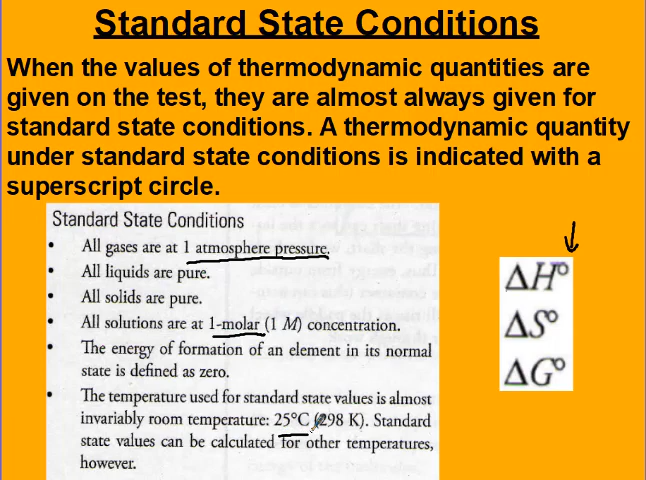 Standard State Conditions
When the values of thermodynamic quantities are
given on the test, they are almost always given for
standard state conditions. A thermodynamic quantity
under standard state conditions is indicated with a
superscript circle.
Standard State Conditions
• All gases are at 1 atmosphere pressure.
• All liquids are pure.
• All solids are pure.
• All solutions are at 1-molar (1 M) concentration.
• The energy of formation of an element in its normal
state is defined as zero.
• The temperature used for standard state values is almost
invariably room temperature: 25°C (298 K). Standard
state values can be calculated for other temperatures,
however.
ΔH°
ΔS°
ΔG°